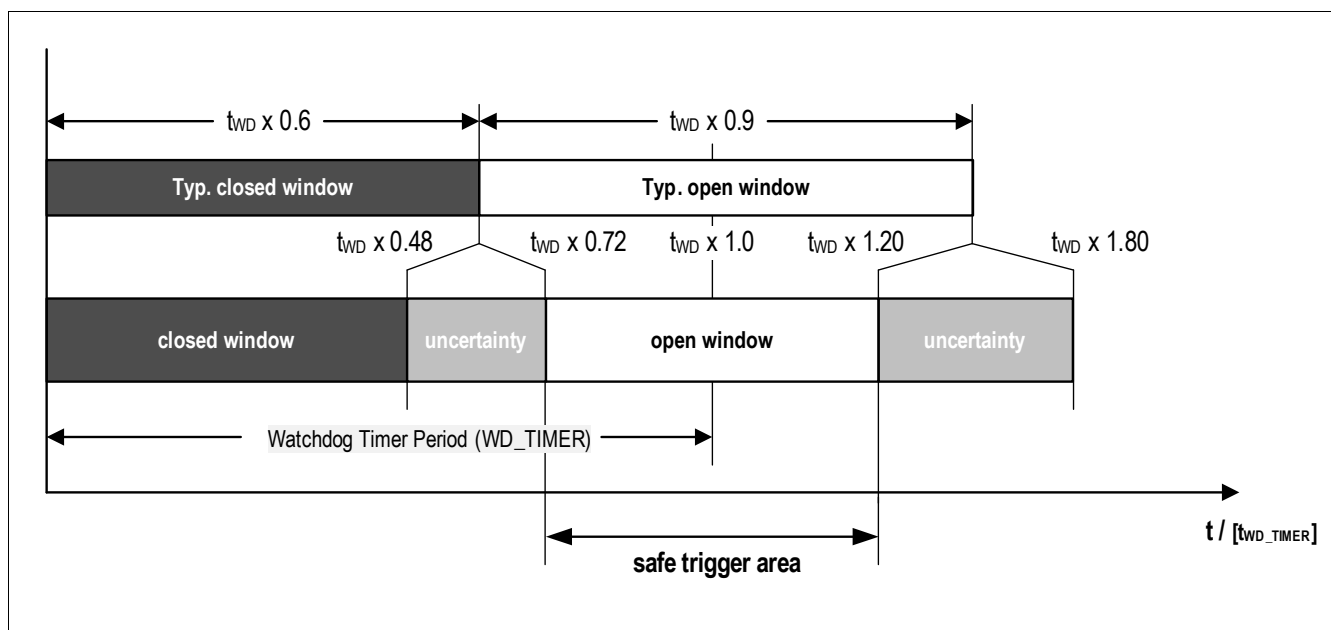 tWD x 0.6
tWD x 0.9
Typ. closed window
Typ. open window
tWD x 0.48
tWD x 0.72
tWD x 1.0
tWD x 1.20
tWD x 1.80
closed window
uncertainty
open window
uncertainty
Watchdog Timer Period (WD_TIMER)
t / [tWD_TIMER]
safe trigger area